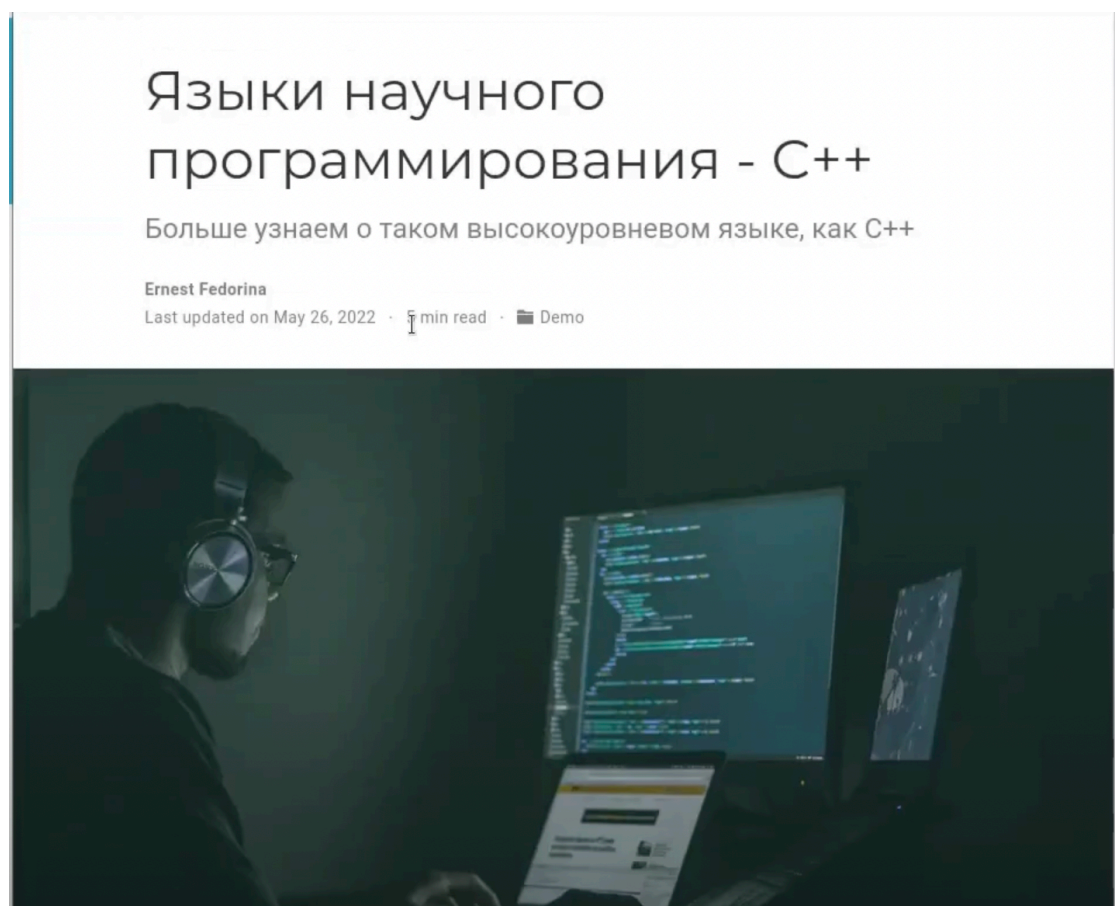 Языки научного
программирования - C++
Больше узнаем о таком высокоуровневом языке, как C++
Ernest Fedorina
Last updated on May 26, 2022 · 5 min read · Demo